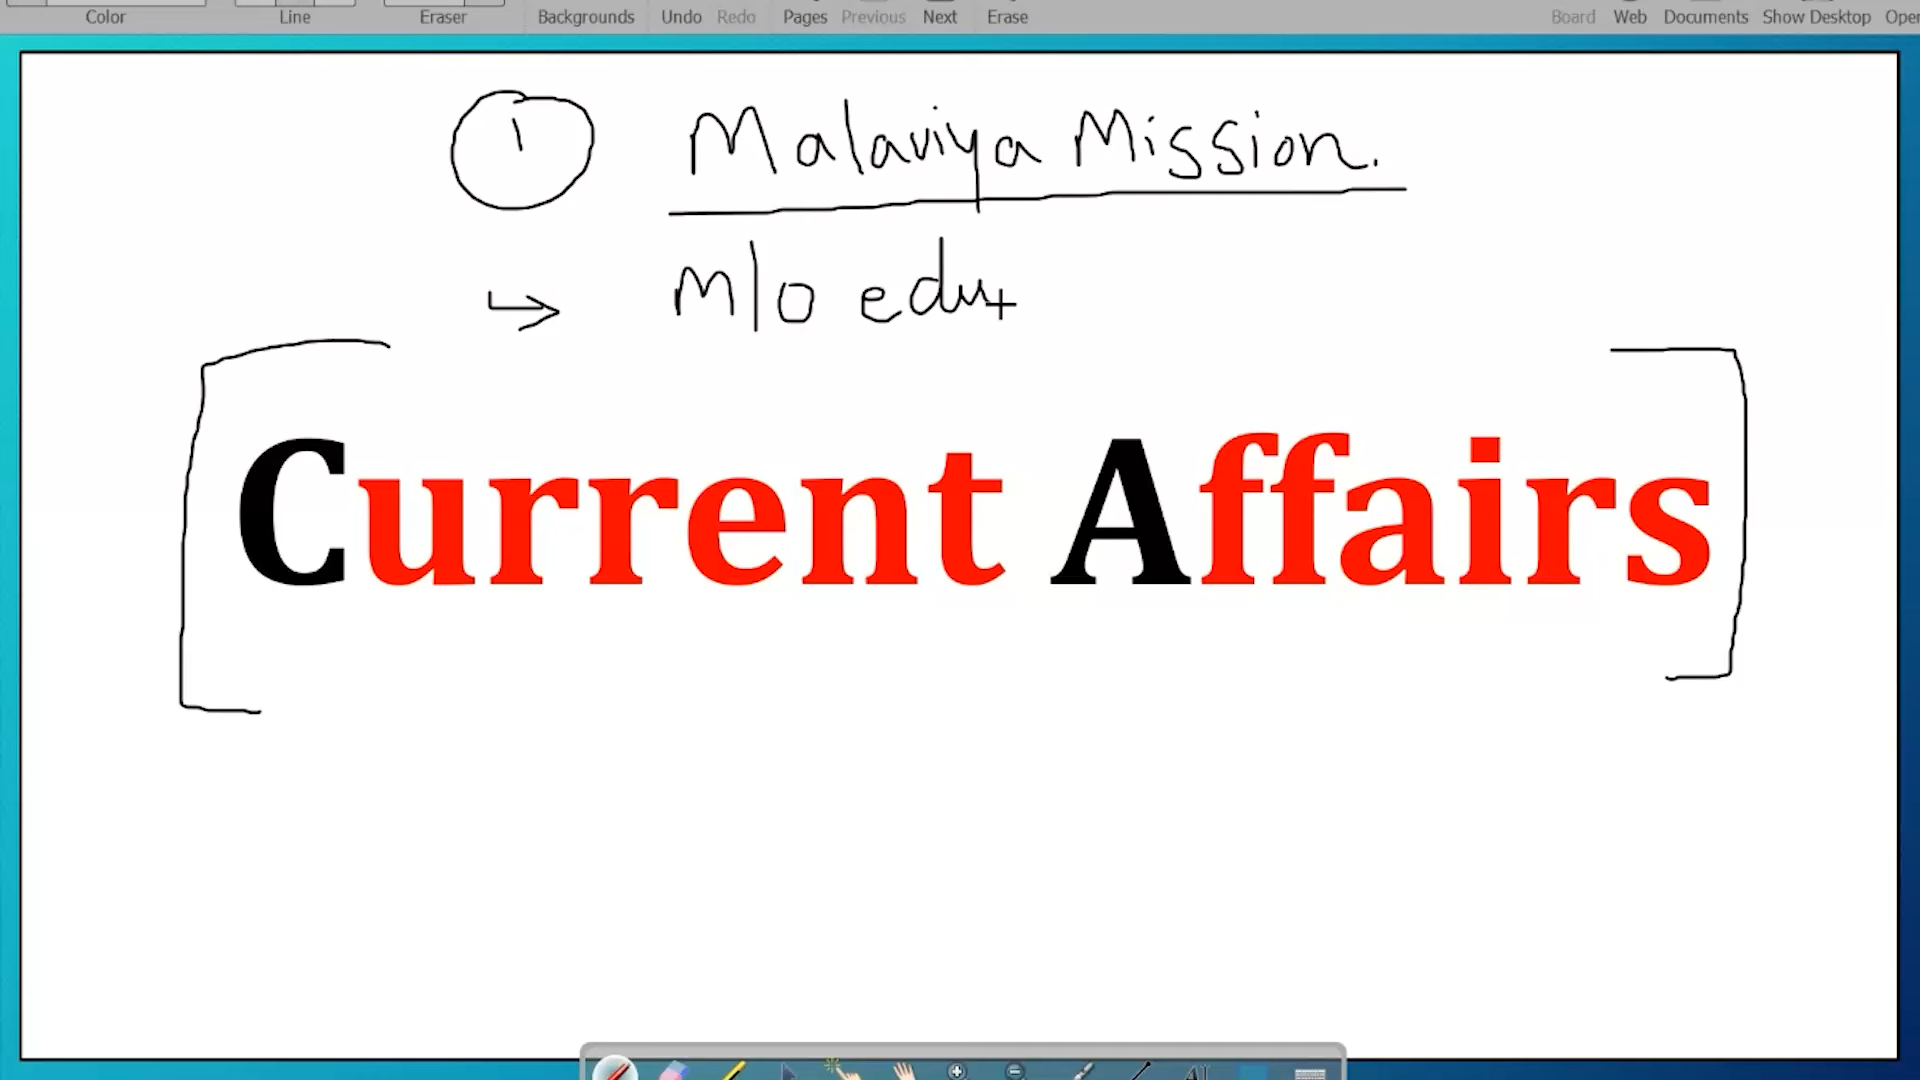 Color Line Eraser Backgrounds Undo Redo Pages Previous Next Erase Board Web Documents Show Desktop
1 Malaviya Mission.
↳ M/o edu+
Current Affairs